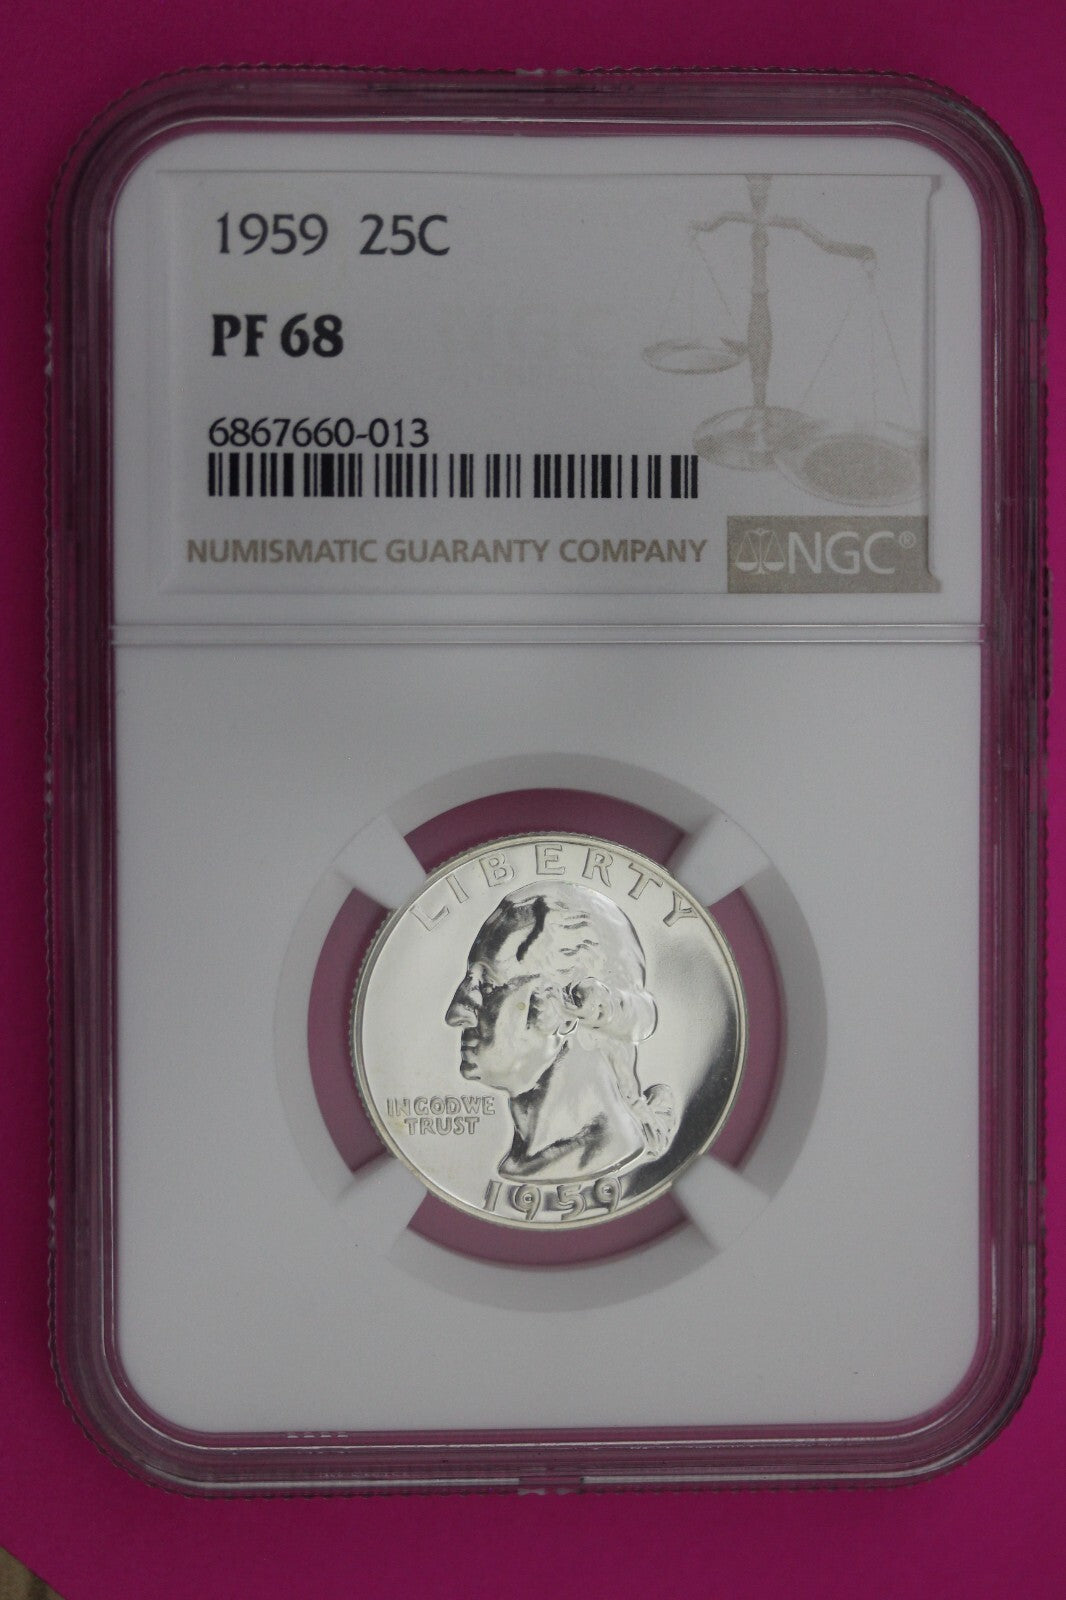 1959 25C
PF 68
6867660-013
NUMISMATIC GUARANTY COMPANY
NGC®
LIBERTY
IN GOD WE
TRUST
1959